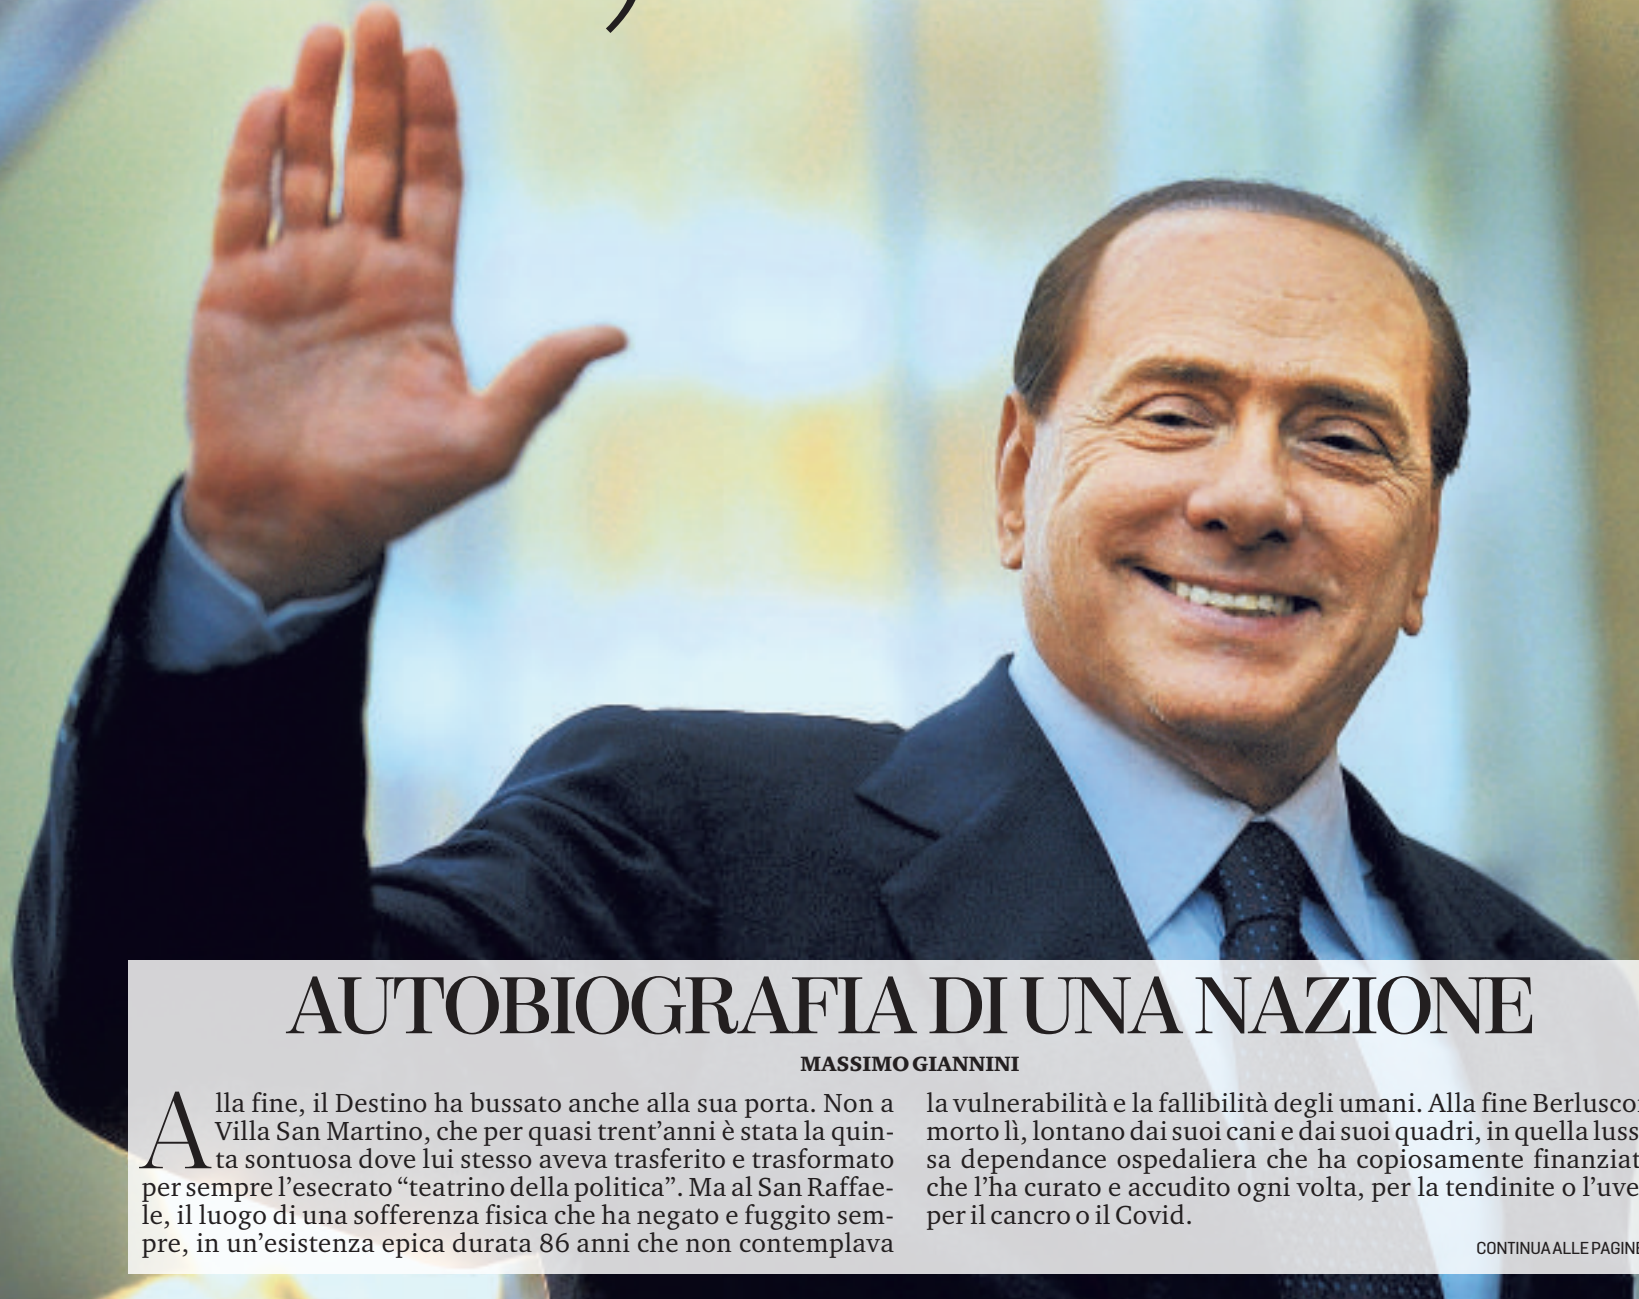 AUTOBIOGRAFIA DI UNA NAZIONE
MASSIMO GIANNINI
Alla fine, il Destino ha bussato anche alla sua porta. Non a
Villa San Martino, che per quasi trent’anni è stata la quin-
ta sontuosa dove lui stesso aveva trasferito e trasformato
per sempre l’esecrato “teatrino della politica”. Ma al San Raffae-
le, il luogo di una sofferenza fisica che ha negato e fuggito sem-
pre, in un’esistenza epica durata 86 anni che non contemplava
la vulnerabilità e la fallibilità degli umani. Alla fine
morto lì, lontano dai suoi cani e dai suoi quadri, in quella
sa dependance ospedaliera che ha copiosamente
che l’ha curato e accudito ogni volta, per la tendinite o
per il cancro o il Covid.
CONTINUA ALLE